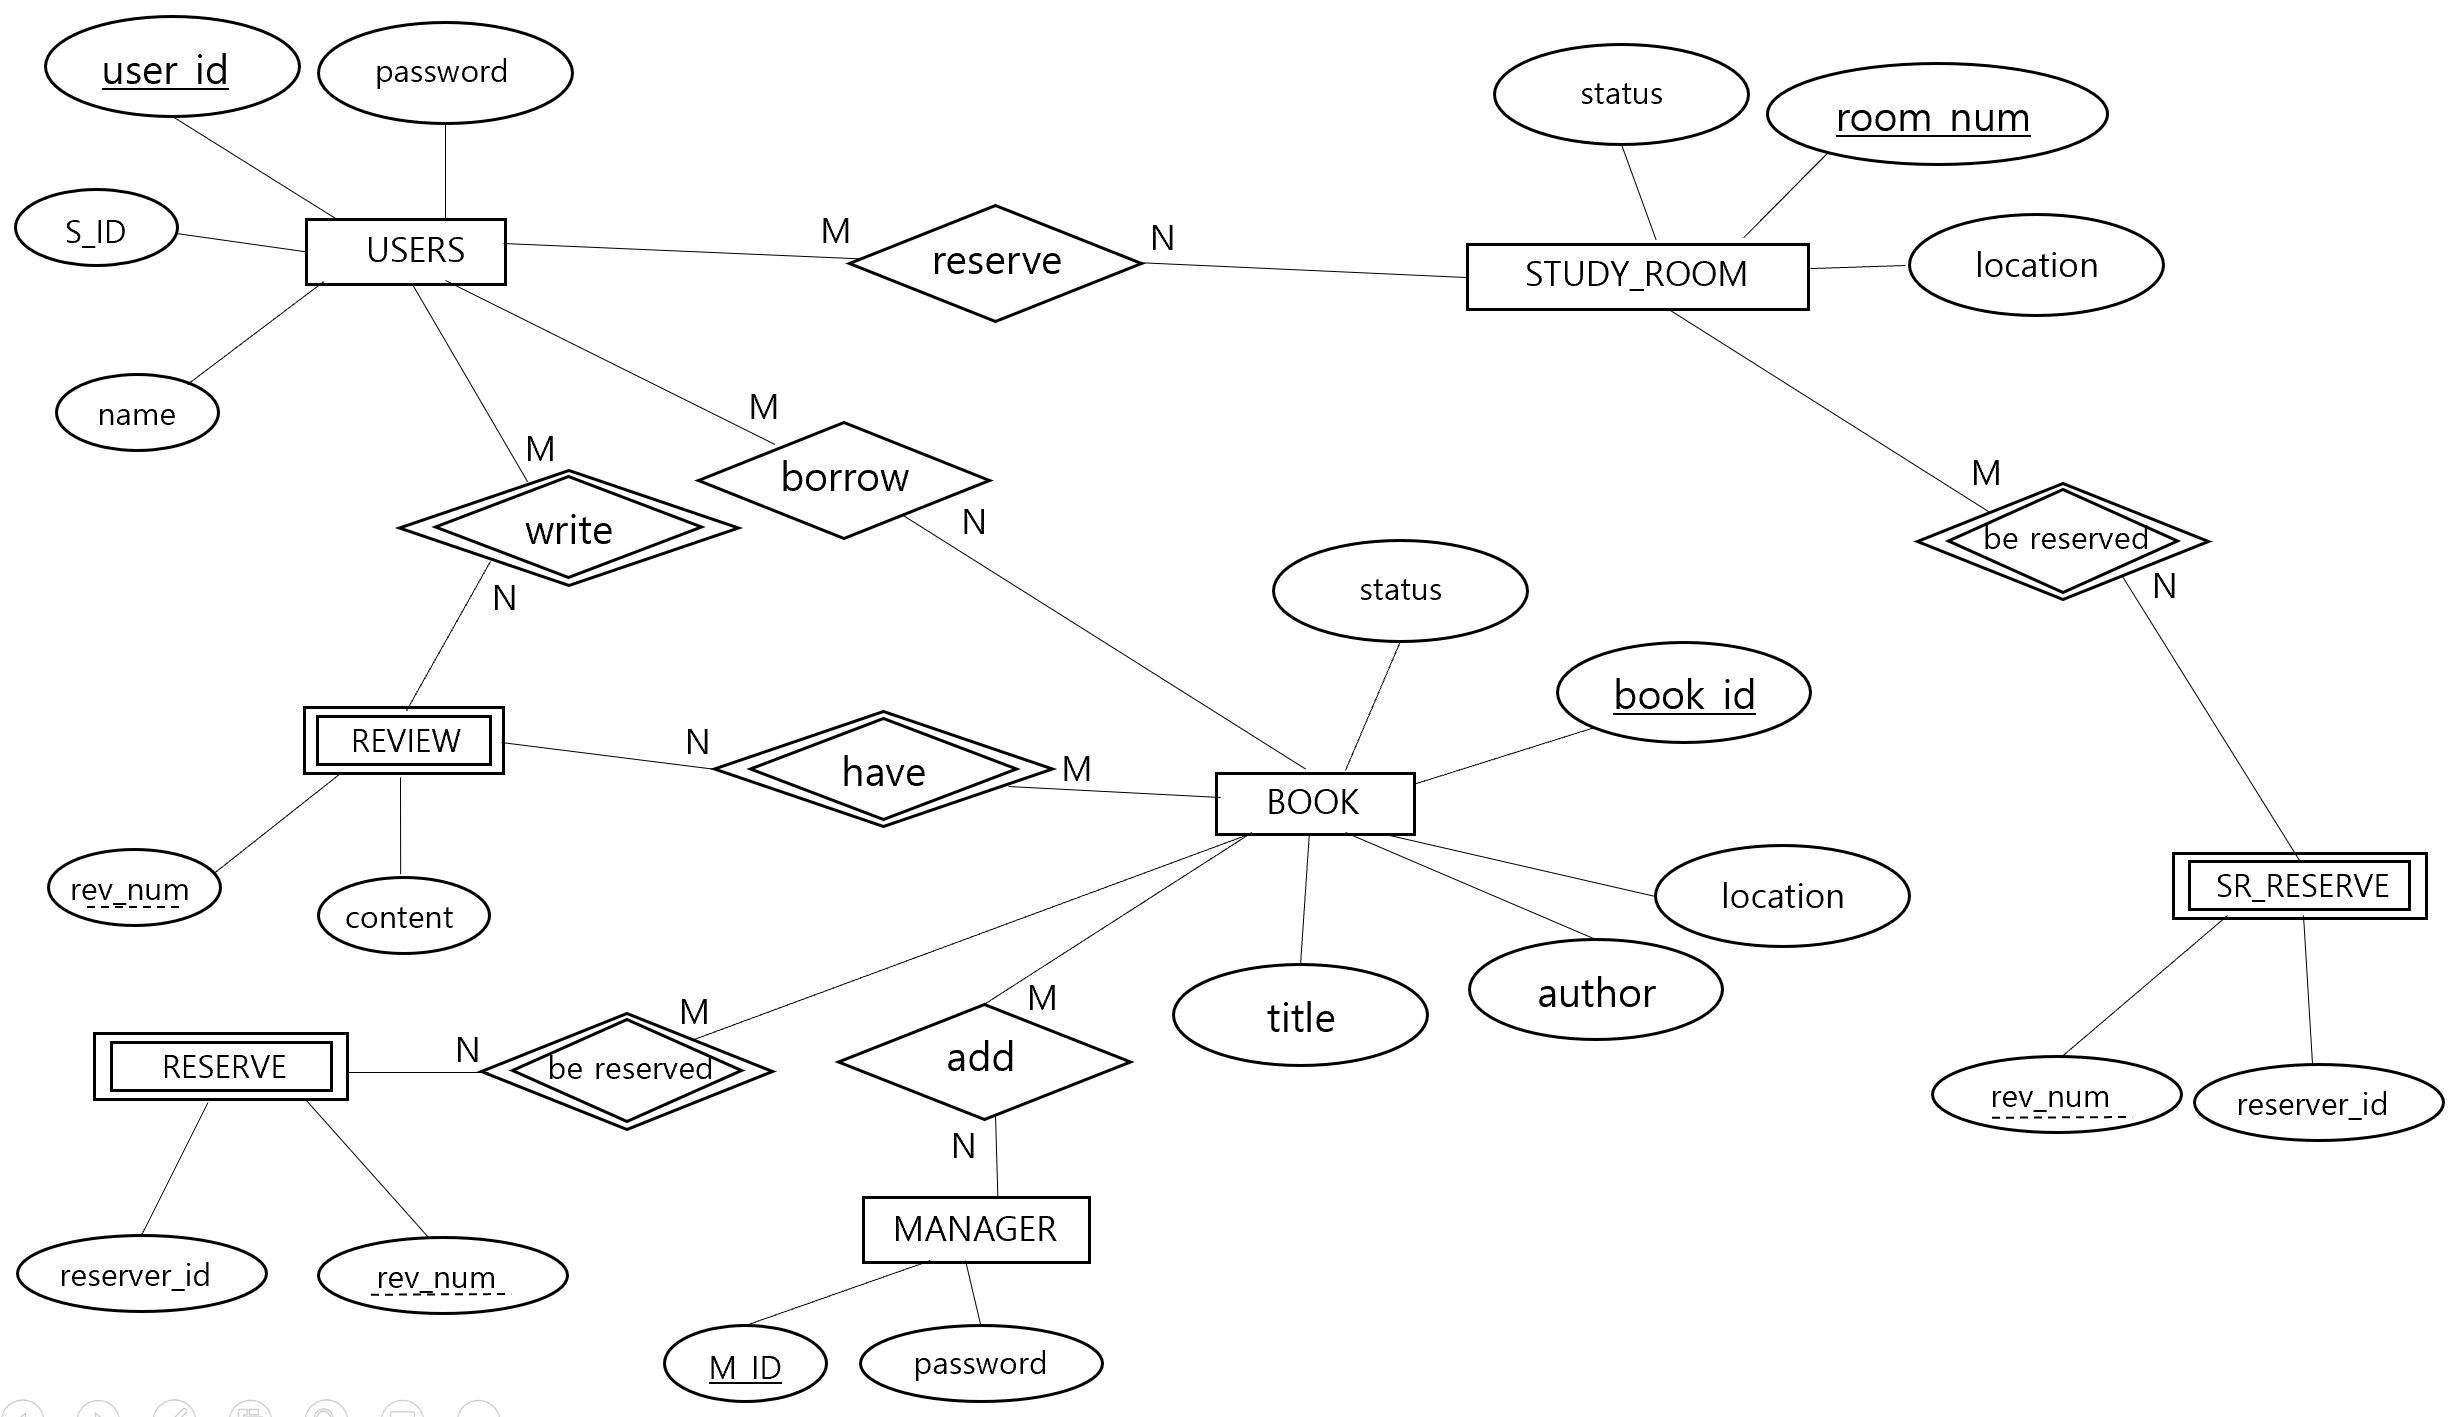 user_id
password
status
room_num
S_ID
USERS
M
reserve
N
STUDY_ROOM
location
name
M
write
N
M
borrow
N
M
be reserved
N
status
book_id
REVIEW
N
have
M
BOOK
rev_num
content
location
SR_RESERVE
title
author
RESERVE
N
be reserved
M
M
add
N
rev_num
reserver_id
MANAGER
reserver_id
rev_num
M_ID
password